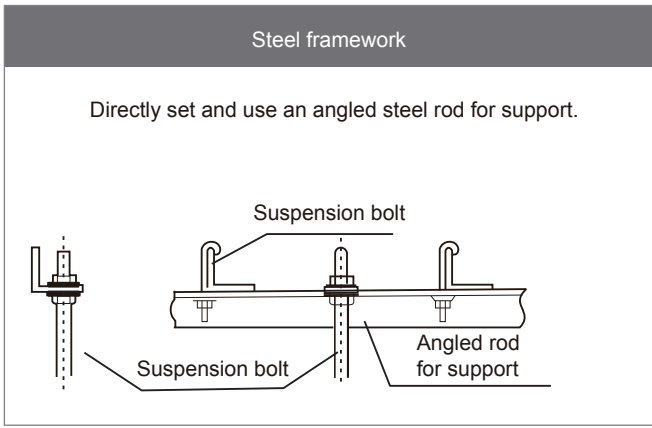 Steel framework
Directly set and use an angled steel rod for support.
Suspension bolt
Suspension bolt
Angled rod
for support